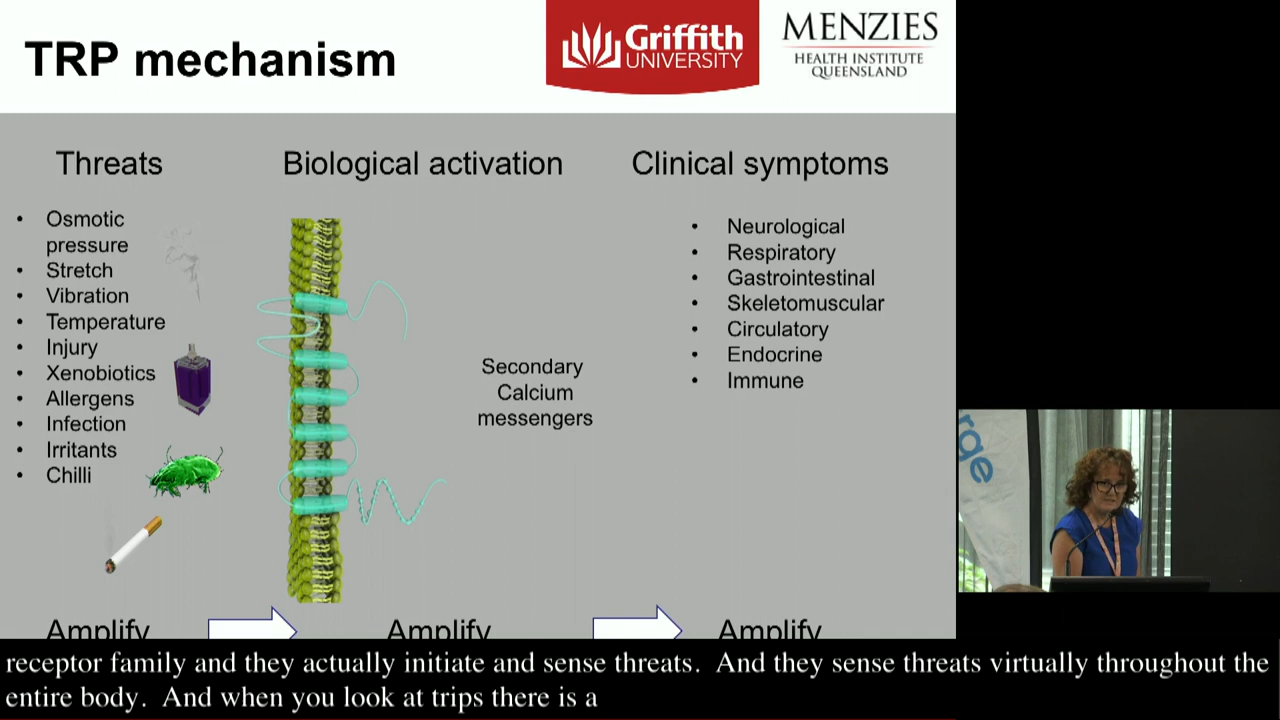 TRP mechanism
Griffith
UNIVERSITY
MENZIES
HEALTH INSTITUTE
QUEENSLAND
Threats
Biological activation
Clinical symptoms
• Osmotic
pressure
• Stretch
• Vibration
• Temperature
• Injury
• Xenobiotics
• Allergens
• Infection
• Irritants
• Chilli
Secondary
Calcium
messengers
• Neurological
• Respiratory
• Gastrointestinal
• Skeletomuscular
• Circulatory
• Endocrine
• Immune
rge
Amplify
Amplify
Amplify
receptor family and they actually initiate and sense threats. And they sense threats virtually throughout the
entire body. And when you look at trips there is a